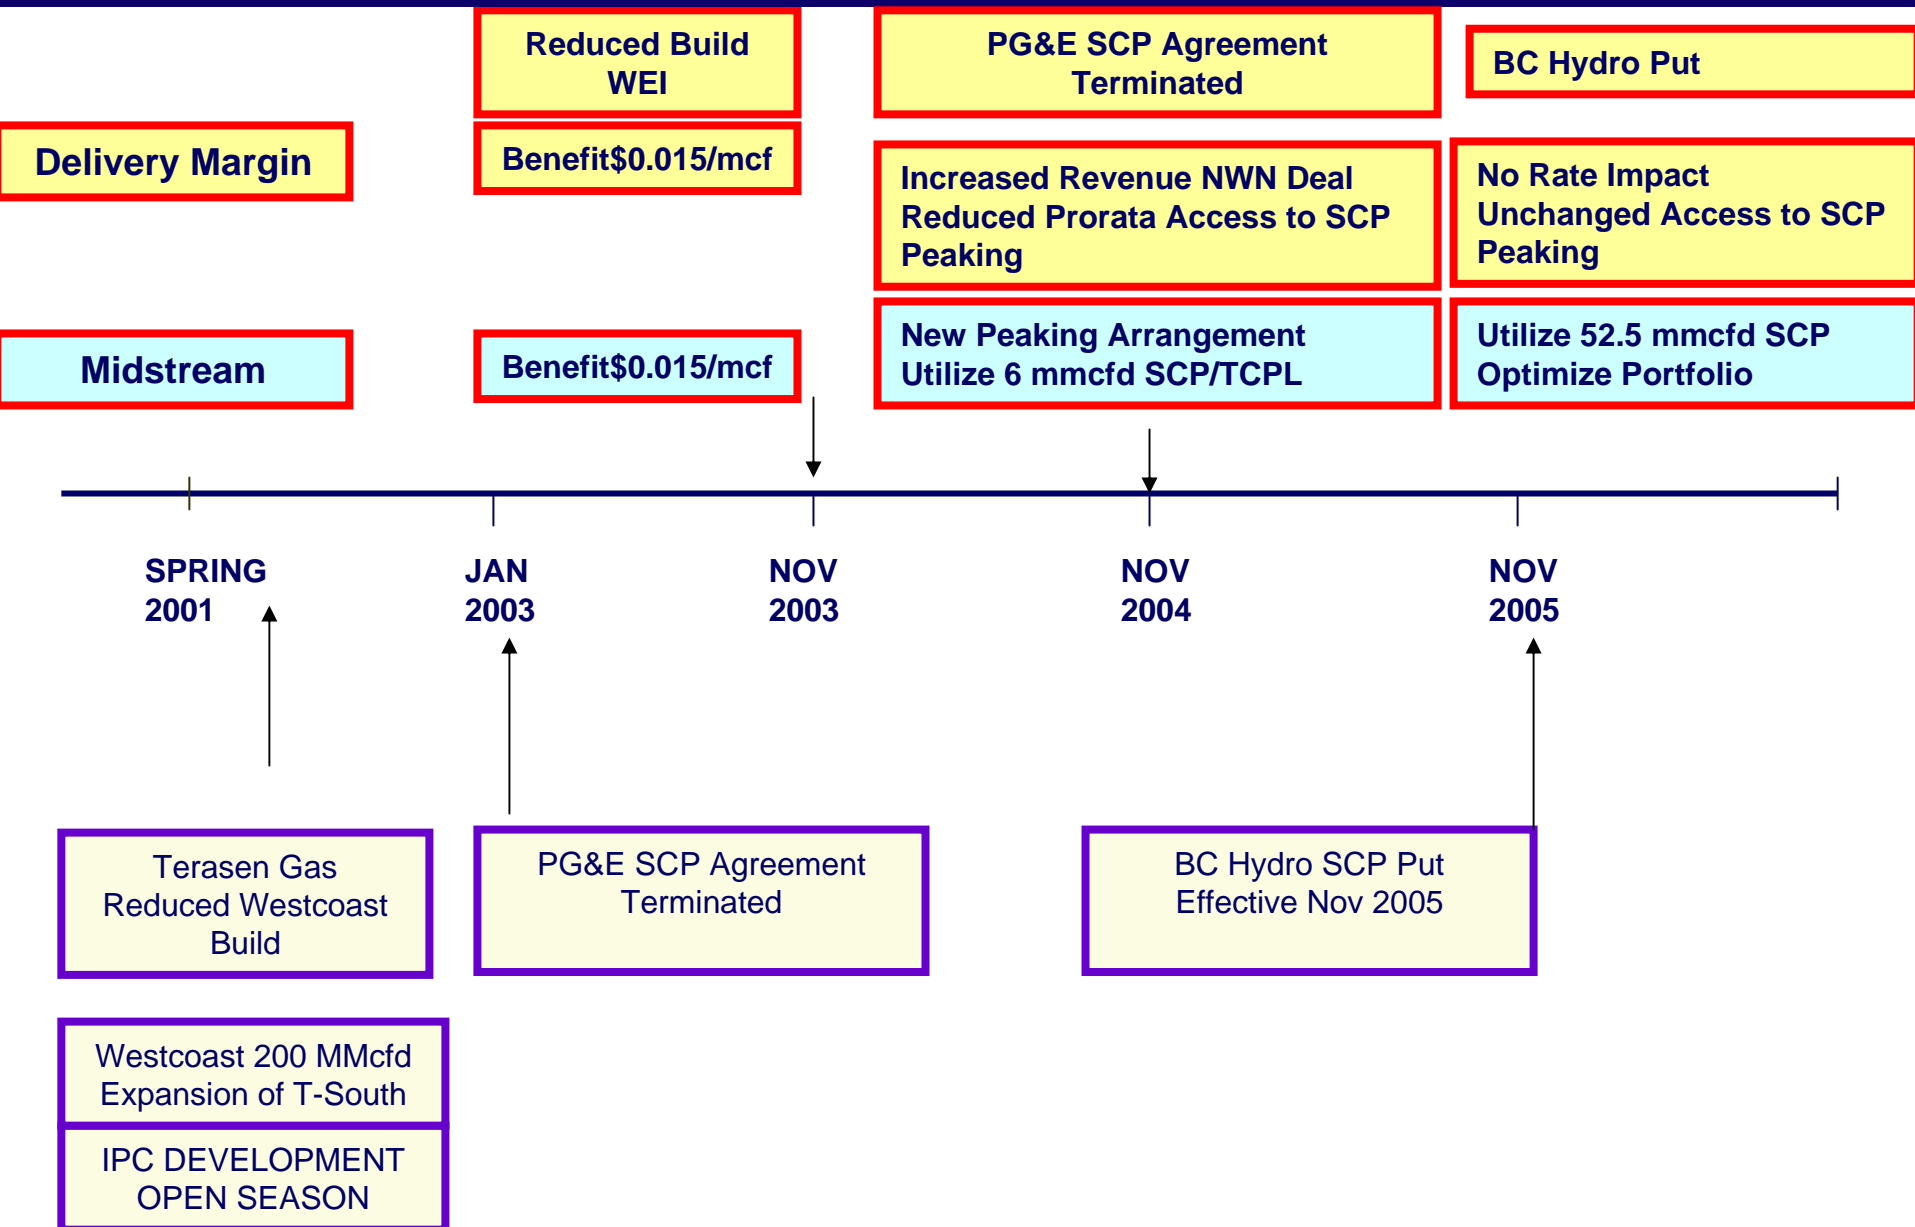 Reduced Build
WEI
PG&E SCP Agreement
Terminated
BC Hydro Put
Delivery Margin
Benefit$0.015/mcf
Increased Revenue NWN Deal
Reduced Prorata Access to SCP
Peaking
No Rate Impact
Unchanged Access to SCP
Peaking
Midstream
Benefit$0.015/mcf
New Peaking Arrangement
Utilize 6 mmcfd SCP/TCPL
Utilize 52.5 mmcfd SCP
Optimize Portfolio
SPRING
2001
JAN
2003
NOV
2003
NOV
2004
NOV
2005
Terasen Gas
Reduced Westcoast
Build
PG&E SCP Agreement
Terminated
BC Hydro SCP Put
Effective Nov 2005
Westcoast 200 MMcfd
Expansion of T-South
IPC DEVELOPMENT
OPEN SEASON